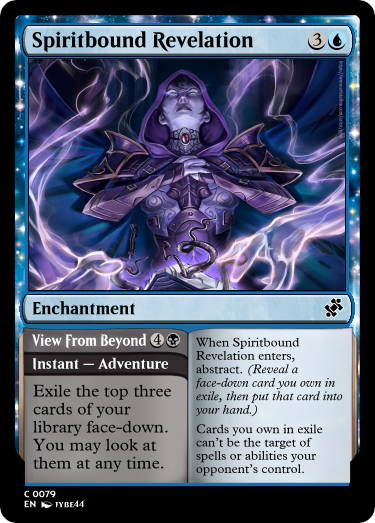 Spiritbound Revelation 3
Enchantment
View From Beyond 4
Instant — Adventure
Exile the top three
cards of your
library face-down.
You may look at
them at any time.
When Spiritbound
Revelation enters,
abstract. (Reveal a
face-down card you own in
exile, then put that card into
your hand.)
Cards you own in exile
can't be the target of
spells or abilities your
opponent's control.
C 0079
EN TYBE44